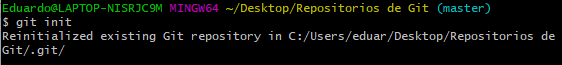 Eduardo@LAPTOP-NISRJC9M MINGW64 ~/Desktop/Repositorios de Git (master)
$ git init
Reinitialized existing Git repository in C:/Users/eduar/Desktop/Repositorios de
Git/.git/